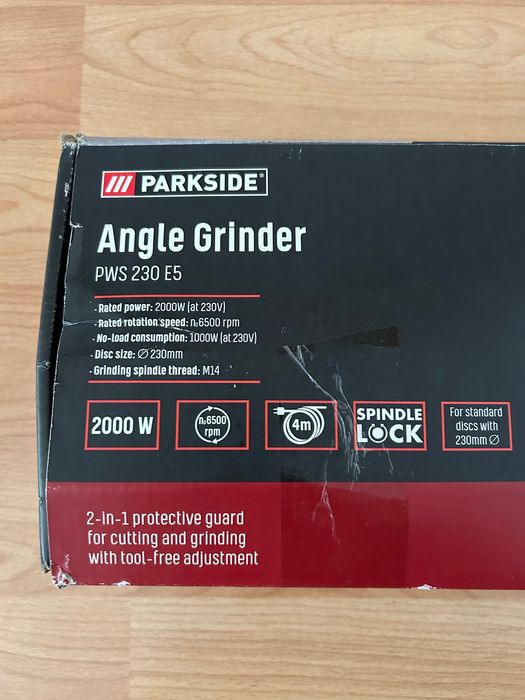 /// PARKSIDE®
Angle Grinder
PWS 230 E5
· Rated power: 2000W (at 230V)
· Rated rotation speed: n₀6500 rpm
· No-load consumption: 1000W (at 230V)
· Disc size: ∅ 230mm
· Grinding spindle thread: M14
2000 W
n₀6500
rpm
4m
SPINDLE
LOCK
For standard
discs with
230mm ∅
2-in-1 protective guard
for cutting and grinding
with tool-free adjustment